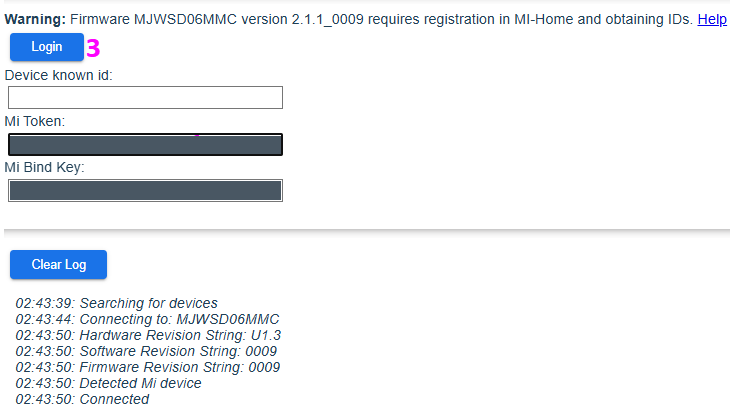 Warning: Firmware MJWSD06MMC version 2.1.1_0009 requires registration in MI-Home and obtaining IDs. Help
Login 3
Device known id:
Mi Token:
Mi Bind Key:
Clear Log
02:43:39: Searching for devices
02:43:44: Connecting to: MJWSD06MMC
02:43:50: Hardware Revision String: U1.3
02:43:50: Software Revision String: 0009
02:43:50: Firmware Revision String: 0009
02:43:50: Detected Mi device
02:43:50: Connected